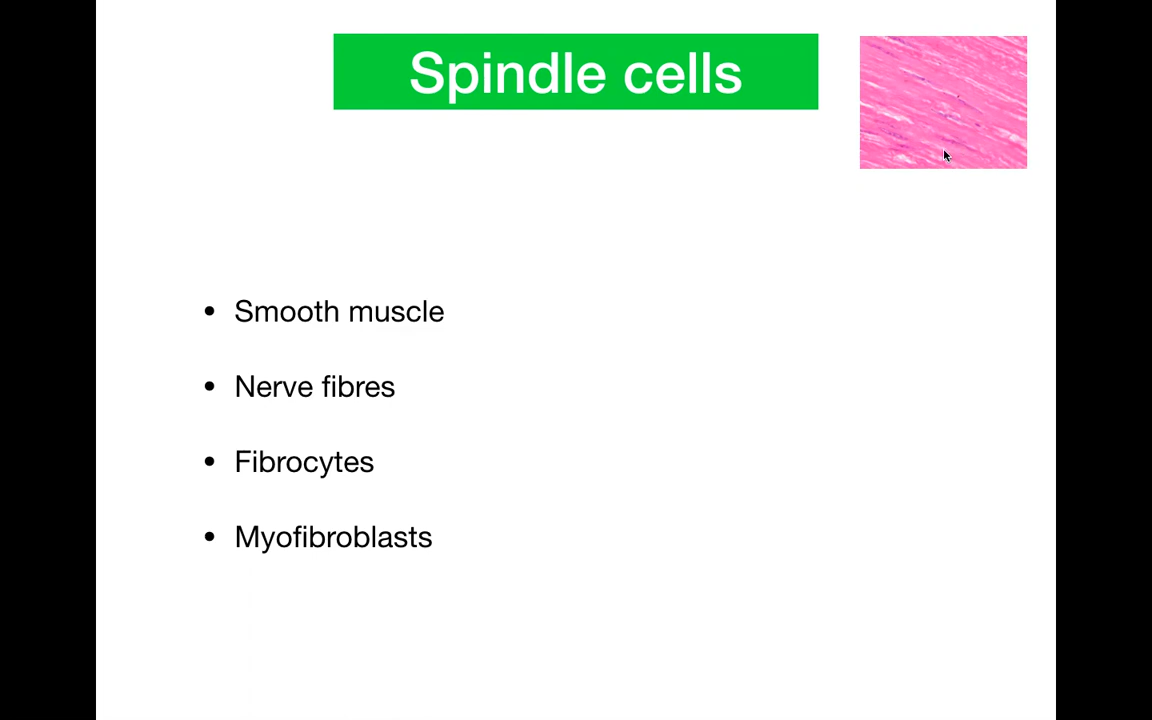 Spindle cells
• Smooth muscle
• Nerve fibres
• Fibrocytes
• Myofibroblasts